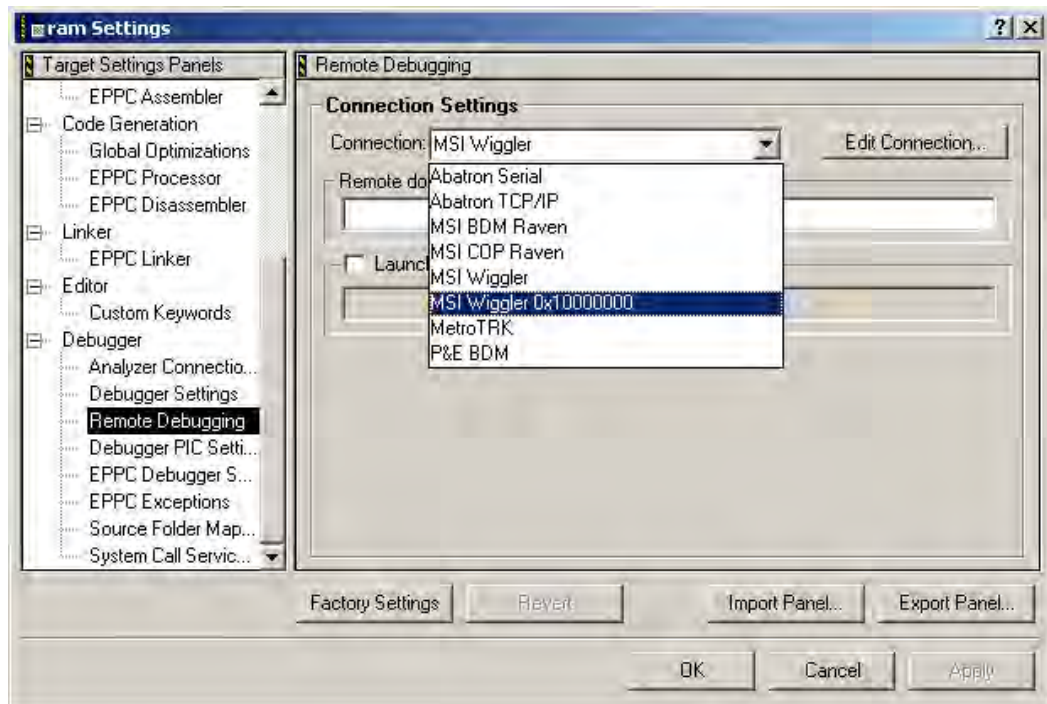 ram Settings
Target Settings Panels
EPPC Assembler
Code Generation
Global Optimizations
EPPC Processor
EPPC Disassembler
Linker
EPPC Linker
Editor
Custom Keywords
Debugger
Analyzer Connectio...
Debugger Settings
Remote Debugging
Debugger PIC Setti...
EPPC Debugger S...
EPPC Exceptions
Source Folder Map...
System Call Servic...
Remote Debugging
Connection Settings
Connection: MSI Wiggler
Edit Connection...
Remote do
Launc
Abatron Serial
Abatron TCP/IP
MSI BDM Raven
MSI COP Raven
MSI Wiggler
MSI Wiggler 0x10000000
MetroTRK
P&E BDM
Factory Settings
Revert
Import Panel...
Export Panel...
OK
Cancel
Apply